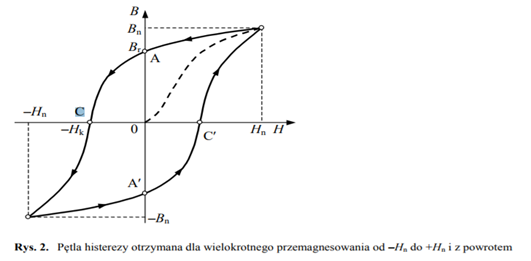 B
Bn
Br
A
–Hn C
–Hk 0 C' Hn H
A'
–Bn
Rys. 2. Pętla histerezy otrzymana dla wielokrotnego przemagnesowania od –Hn do +Hn i z powrotem